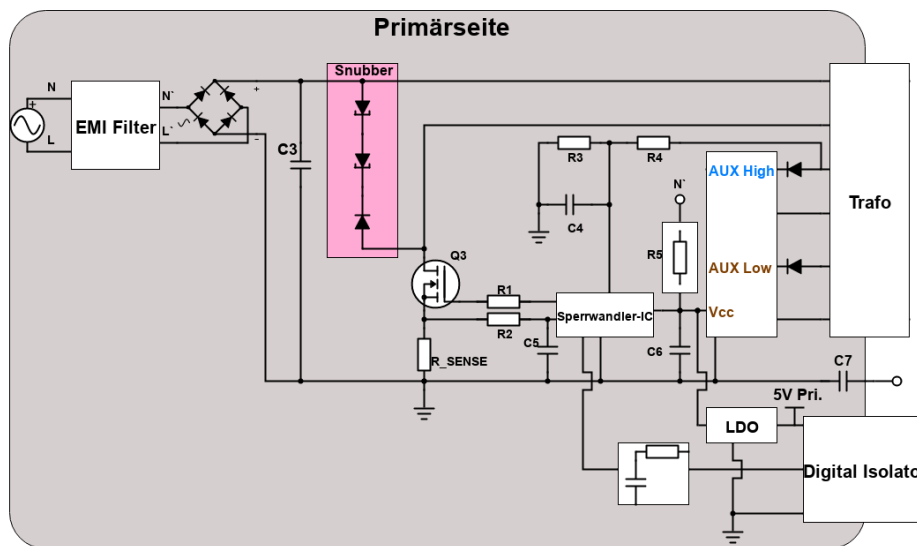 Primärseite
Snubber
N
N`
+
+
EMI Filter
L`
L
−
C3
R3
R4
C4
N`
AUX High
Trafo
Q3
R5
AUX Low
R1
Sperrwandler-IC
Vcc
R2
C5
C6
R_SENSE
C7
5V Pri.
LDO
Digital Isolato